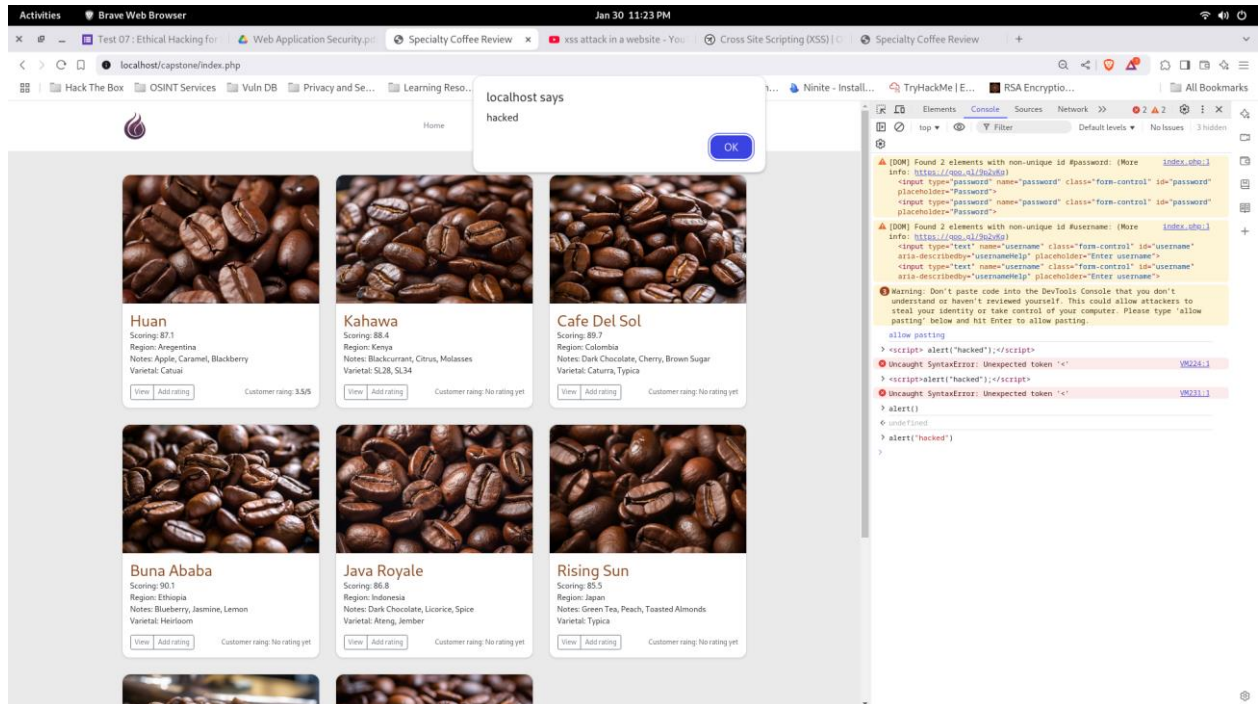 Activities
Brave Web Browser
Jan 30 11:23 PM
Test 07 : Ethical Hacking for
Web Application Security.pd
Specialty Coffee Review
xss attack in a website - You
Cross Site Scripting (XSS) | O
Specialty Coffee Review
localhost/capstone/index.php
Hack The Box
OSINT Services
Vuln DB
Privacy and Se...
Learning Reso...
Ninite - Install...
TryHackMe | E...
RSA Encryptio...
All Bookmarks
localhost says
hacked
OK
Home
Huan
Scoring: 87.1
Region: Aregentina
Notes: Apple, Caramel, Blackberry
Varietal: Catuai
View Add rating Customer raing: 3.5/5
Kahawa
Scoring: 88.4
Region: Kenya
Notes: Blackcurrant, Citrus, Molasses
Varietal: SL28, SL34
View Add rating Customer raing: No rating yet
Cafe Del Sol
Scoring: 89.7
Region: Colombia
Notes: Dark Chocolate, Cherry, Brown Sugar
Varietal: Caturra, Typica
View Add rating Customer raing: No rating yet
Buna Ababa
Scoring: 90.1
Region: Ethiopia
Notes: Blueberry, Jasmine, Lemon
Varietal: Heirloom
View Add rating Customer raing: No rating yet
Java Royale
Scoring: 86.8
Region: Indonesia
Notes: Dark Chocolate, Licorice, Spice
Varietal: Ateng, Jember
View Add rating Customer raing: No rating yet
Rising Sun
Scoring: 85.5
Region: Japan
Notes: Green Tea, Peach, Toasted Almonds
Varietal: Typica
View Add rating Customer raing: No rating yet
Elements Console Sources Network 2 2
top Filter Default levels No Issues 3 hidden
[DOM] Found 2 elements with non-unique id #password: (More index.php:1
info: https://goo.gl/9p2vKq)
<input type="password" name="password" class="form-control" id="password"
placeholder="Password">
<input type="password" name="password" class="form-control" id="password"
placeholder="Password">
[DOM] Found 2 elements with non-unique id #username: (More index.php:1
info: https://goo.gl/9p2vKq)
<input type="text" name="username" class="form-control" id="username"
aria-describedby="usernameHelp" placeholder="Enter username">
<input type="text" name="username" class="form-control" id="username"
aria-describedby="usernameHelp" placeholder="Enter username">
3 Warning: Don't paste code into the DevTools Console that you don't
understand or haven't reviewed yourself. This could allow attackers to
steal your identity or take control of your computer. Please type 'allow
pasting' below and hit Enter to allow pasting.
allow pasting
> <script> alert("hacked");</script>
Uncaught SyntaxError: Unexpected token '<' VM224:1
> <script>alert("hacked");</script>
Uncaught SyntaxError: Unexpected token '<' VM231:1
> alert()
undefined
> alert("hacked")